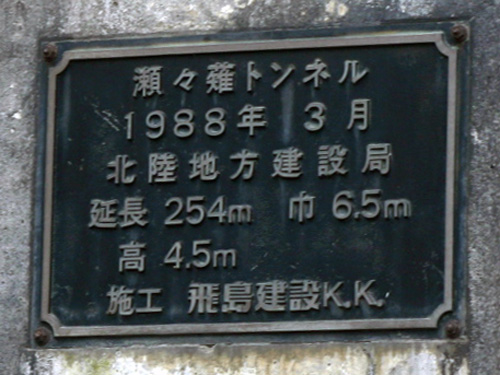 瀬々薙トンネル
1988年 3月
北陸地方建設局
延長 254m 巾 6.5m
高 4.5m
施工 飛島建設K.K.